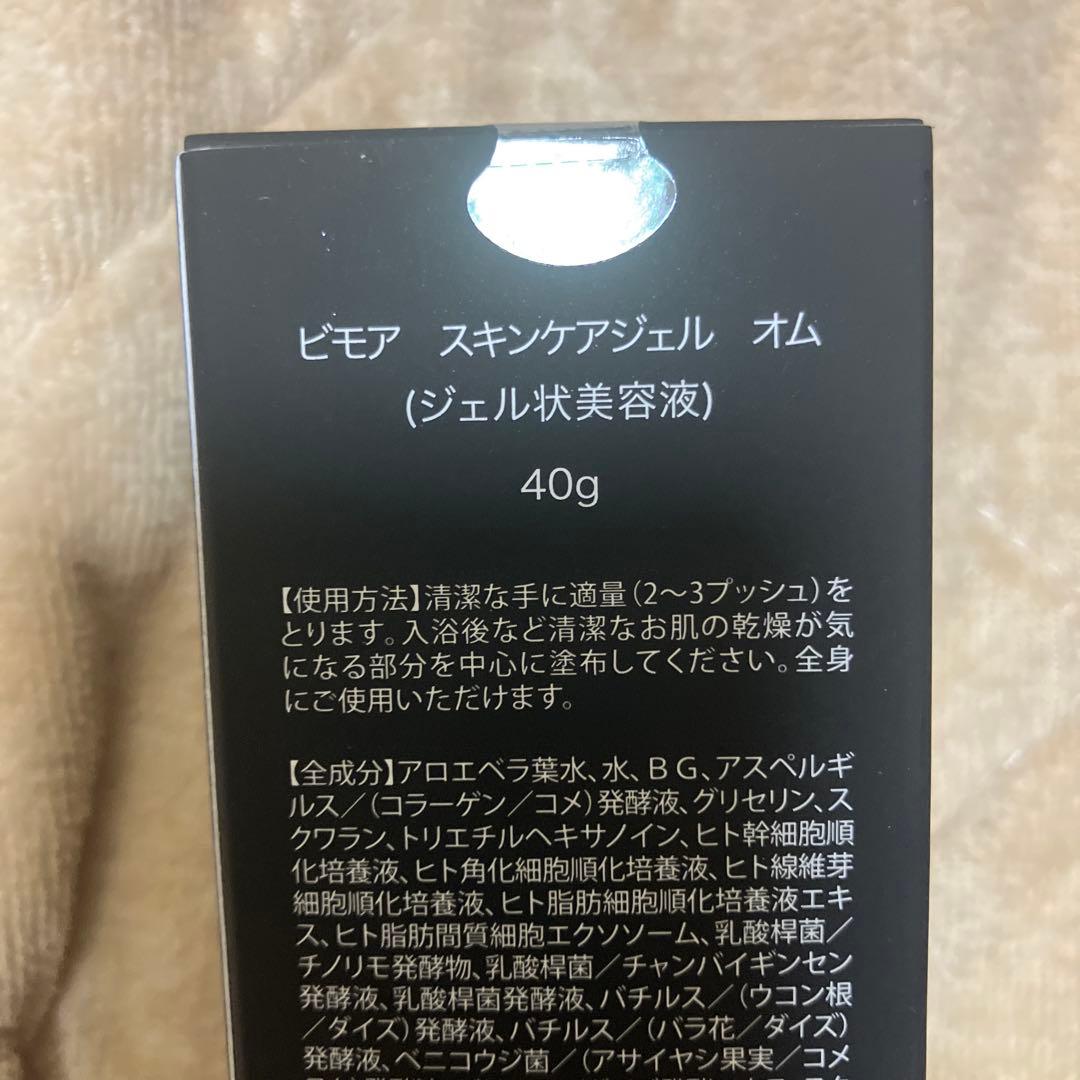 ビモア　スキンケアジェル　オム
(ジェル状美容液)
40g
【使用方法】清潔な手に適量(2〜3プッシュ)を
とります。入浴後など清潔なお肌の乾燥が気
になる部分を中心に塗布してください。全身
にご使用いただけます。
【全成分】アロエベラ葉水、水、BG、アスペルギ
ルス／(コラーゲン／コメ)発酵液、グリセリン、ス
クワラン、トリエチルヘキサノイン、ヒト幹細胞順
化培養液、ヒト角化細胞順化培養液、ヒト線維芽
細胞順化培養液、ヒト脂肪細胞順化培養液エキ
ス、ヒト脂肪間質細胞エクソソーム、乳酸桿菌／
チノリモ発酵物、乳酸桿菌／チャンバイギンセン
発酵液、乳酸桿菌発酵液、バチルス／(ウコン根
／ダイズ)発酵液、バチルス／(バラ花／ダイズ)
発酵液、ベニコウジ菌／(アサイヤシ果実／コメ